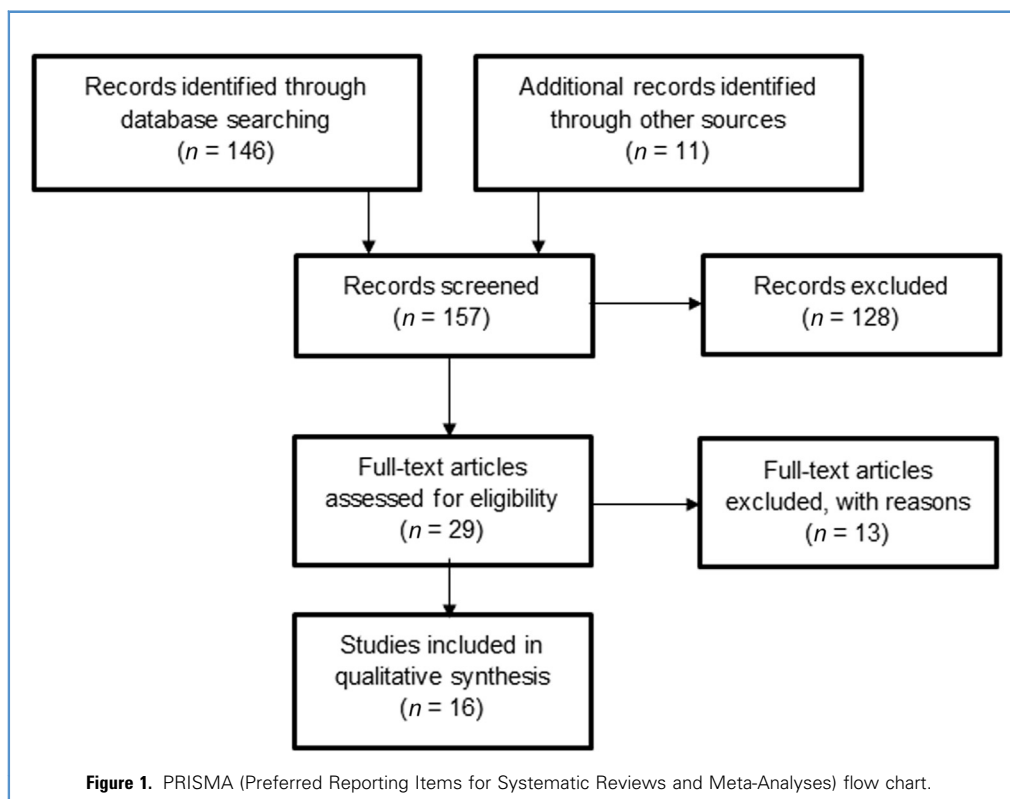 Records identified through
database searching
(n = 146)
Additional records identified
through other sources
(n = 11)
Records screened
(n = 157)
Records excluded
(n = 128)
Full-text articles
assessed for eligibility
(n = 29)
Full-text articles
excluded, with reasons
(n = 13)
Studies included in
qualitative synthesis
(n = 16)
Figure 1. PRISMA (Preferred Reporting Items for Systematic Reviews and Meta-Analyses) flow chart.